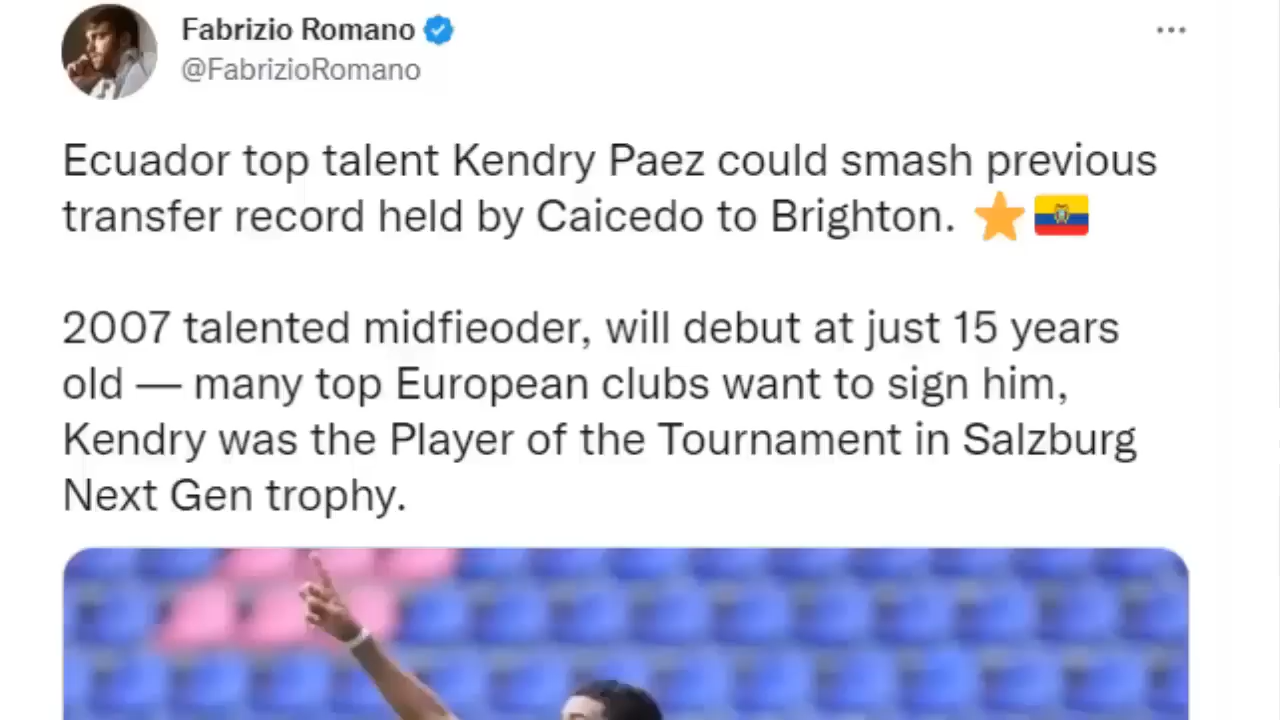 Fabrizio Romano
@FabrizioRomano
Ecuador top talent Kendry Paez could smash previous
transfer record held by Caicedo to Brighton. ⭐🇪🇨
2007 talented midfieoder, will debut at just 15 years
old — many top European clubs want to sign him,
Kendry was the Player of the Tournament in Salzburg
Next Gen trophy.